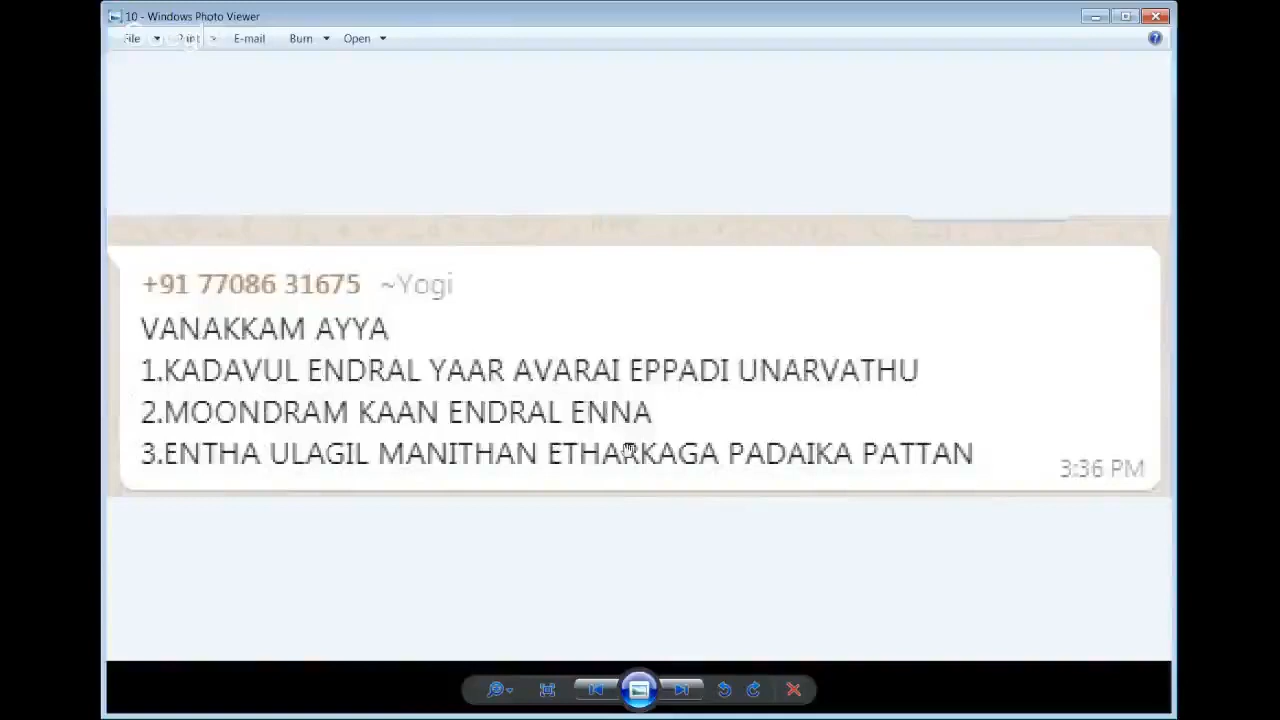 10 - Windows Photo Viewer
File Print E-mail Burn Open
+91 77086 31675 ~Yogi
VANAKKAM AYYA
1.KADAVUL ENDRAL YAAR AVARAI EPPADI UNARVATHU
2.MOONDRAM KAAN ENDRAL ENNA
3.ENTHA ULAGIL MANITHAN ETHARKAGA PADAIKA PATTAN
3:36 PM